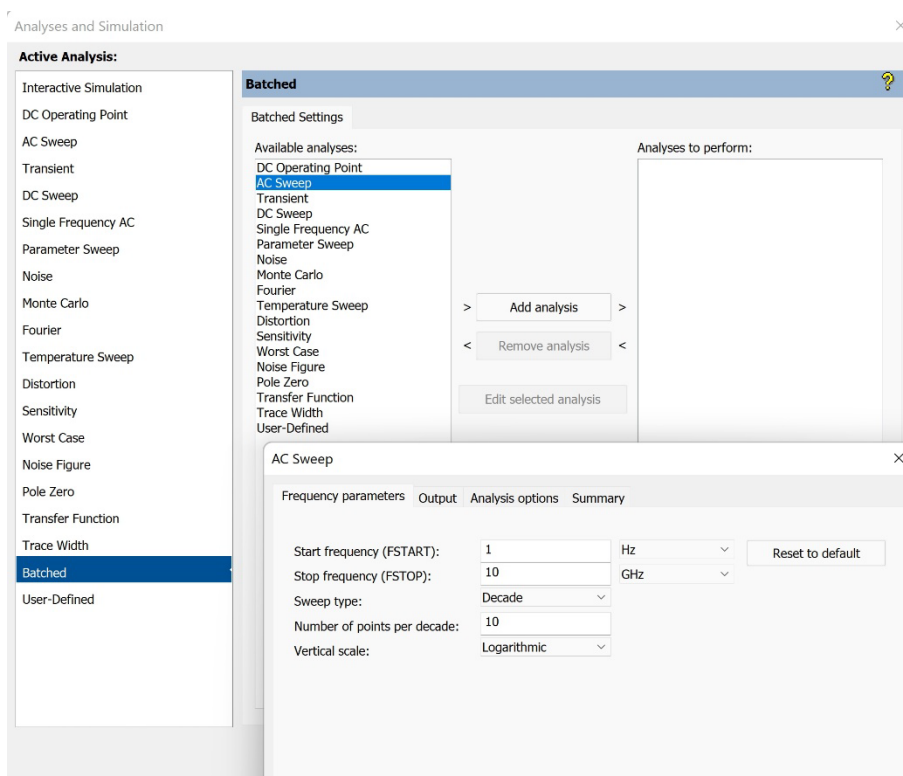 Analyses and Simulation
Active Analysis:
Interactive Simulation
DC Operating Point
AC Sweep
Transient
DC Sweep
Single Frequency AC
Parameter Sweep
Noise
Monte Carlo
Fourier
Temperature Sweep
Distortion
Sensitivity
Worst Case
Noise Figure
Pole Zero
Transfer Function
Trace Width
Batched
User-Defined
Batched
Batched Settings
Available analyses:
DC Operating Point
AC Sweep
Transient
DC Sweep
Single Frequency AC
Parameter Sweep
Noise
Monte Carlo
Fourier
Temperature Sweep
Distortion
Sensitivity
Worst Case
Noise Figure
Pole Zero
Transfer Function
Trace Width
User-Defined
> Add analysis >
< Remove analysis <
Edit selected analysis
Analyses to perform:
AC Sweep
Frequency parameters Output Analysis options Summary
Start frequency (FSTART): 1 Hz Reset to default
Stop frequency (FSTOP): 10 GHz
Sweep type: Decade
Number of points per decade: 10
Vertical scale: Logarithmic